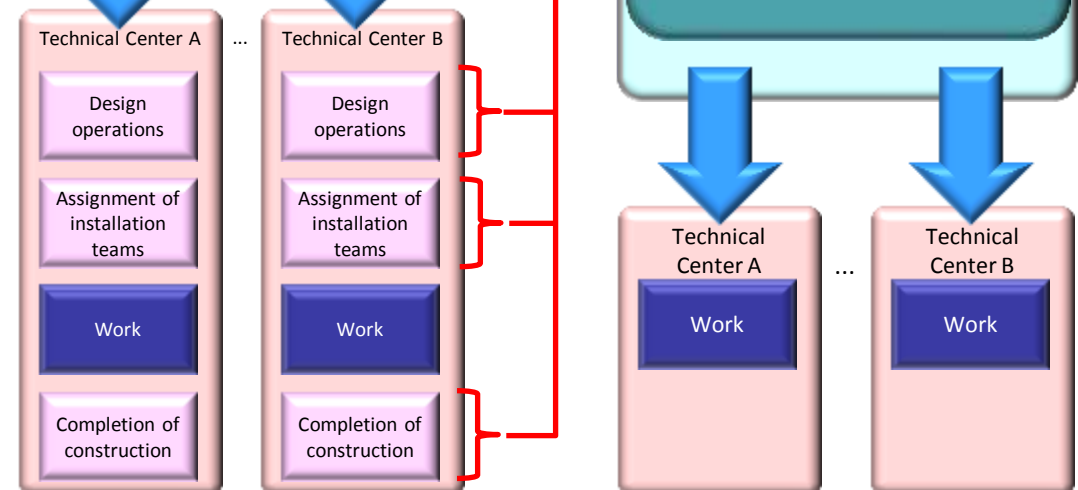 Technical Center A
...
Technical Center B
Design
operations
Design
operations
Assignment of
installation
teams
Assignment of
installation
teams
Work
Work
Completion of
construction
Completion of
construction
Technical
Center A
...
Technical
Center B
Work
Work